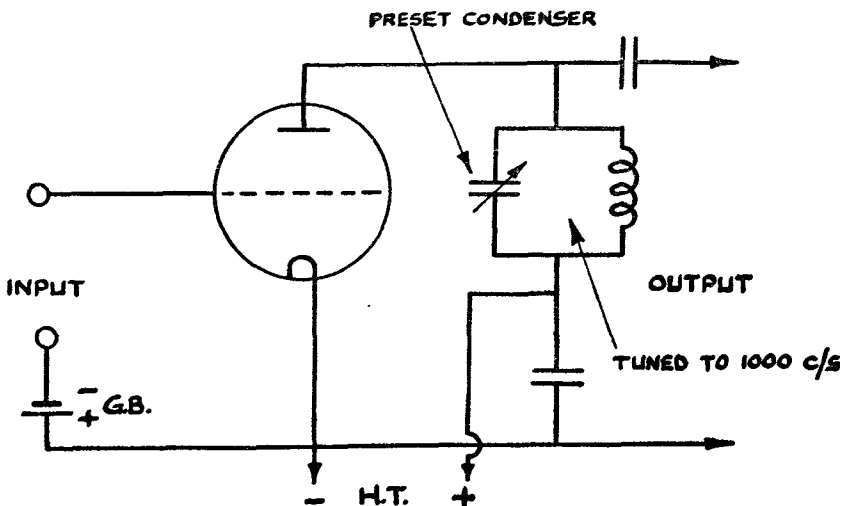 PRESET CONDENSER
INPUT
OUTPUT
TUNED TO 1000 C/S
- + G.B.
- H.T. +